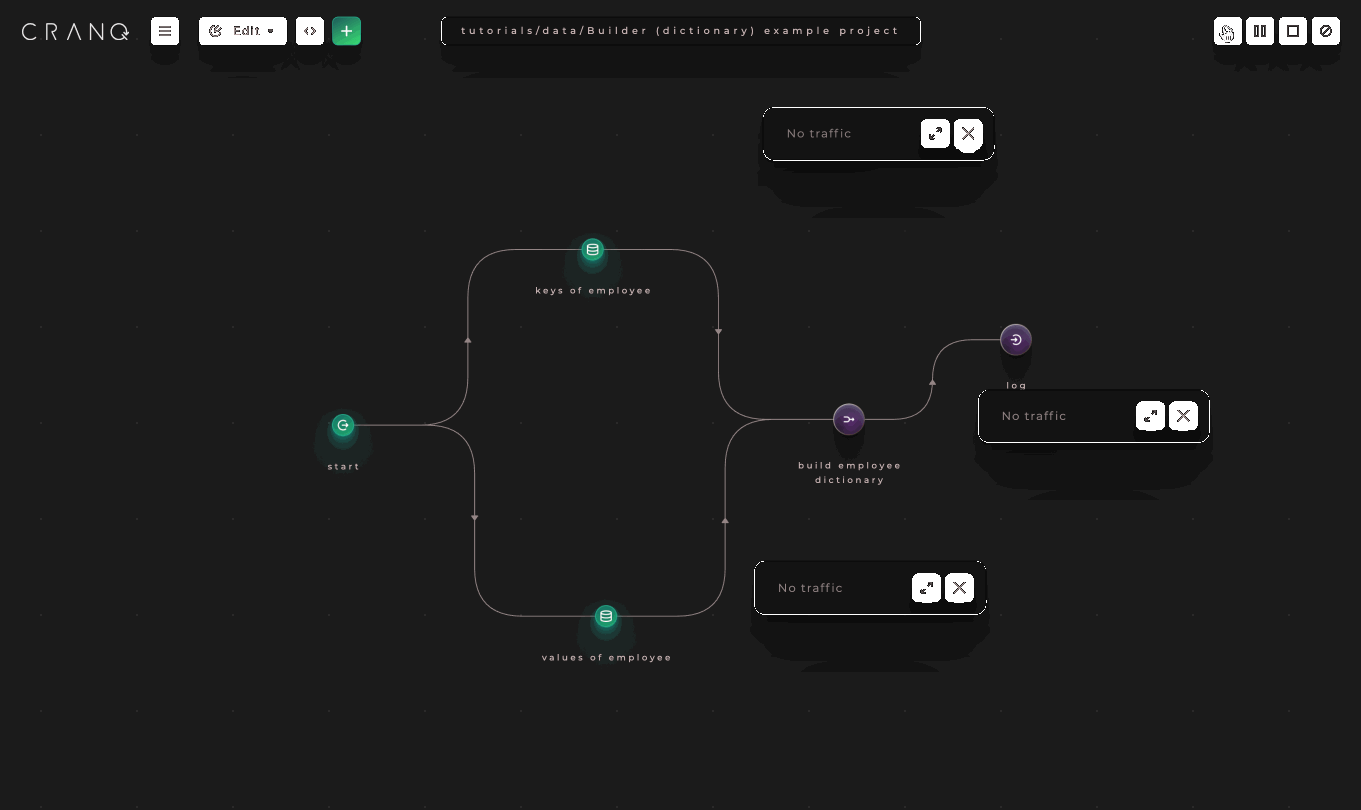 CRANQ
Edit
tutorials/data/Builder (dictionary) example project
No traffic
keys of employee
log
No traffic
start
build employee
dictionary
No traffic
values of employee